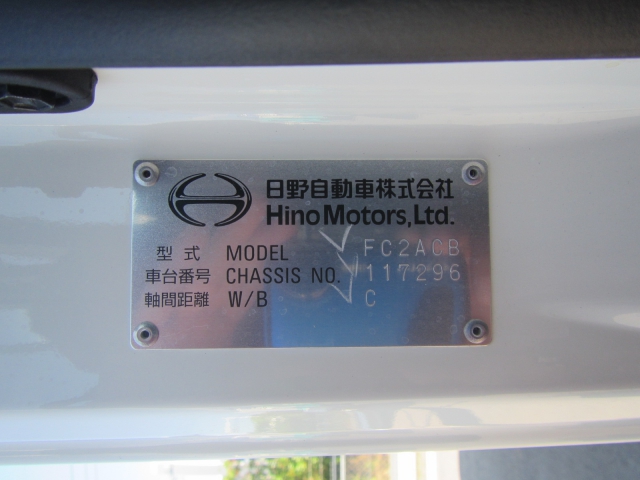 日野自動車株式会社
Hino Motors, Ltd.
型式 MODEL FC2ACB
車台番号 CHASSIS NO. 117296
軸間距離 W/B C